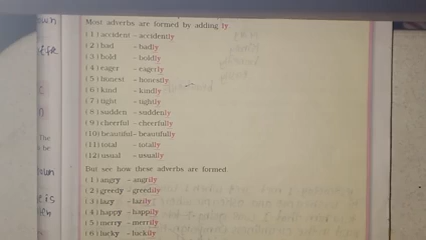 Most adverbs are formed by adding ly
(1) accident – accidently
(2) bad – badly
(3) bold – boldly
(4) eager – eagerly
(5) honest – honestly
(6) kind – kindly
(7) tight – tightly
(8) sudden – suddenly
(9) cheerful – cheerfully
(10) beautiful – beautifully
(11) total – totally
(12) usual – usually
But see how these adverbs are formed
(1) angry – angrily
(2) greedy – greedily
(3) lazy – lazily
(4) happy – happily
(5) merry – merrily
(6) lucky – luckily